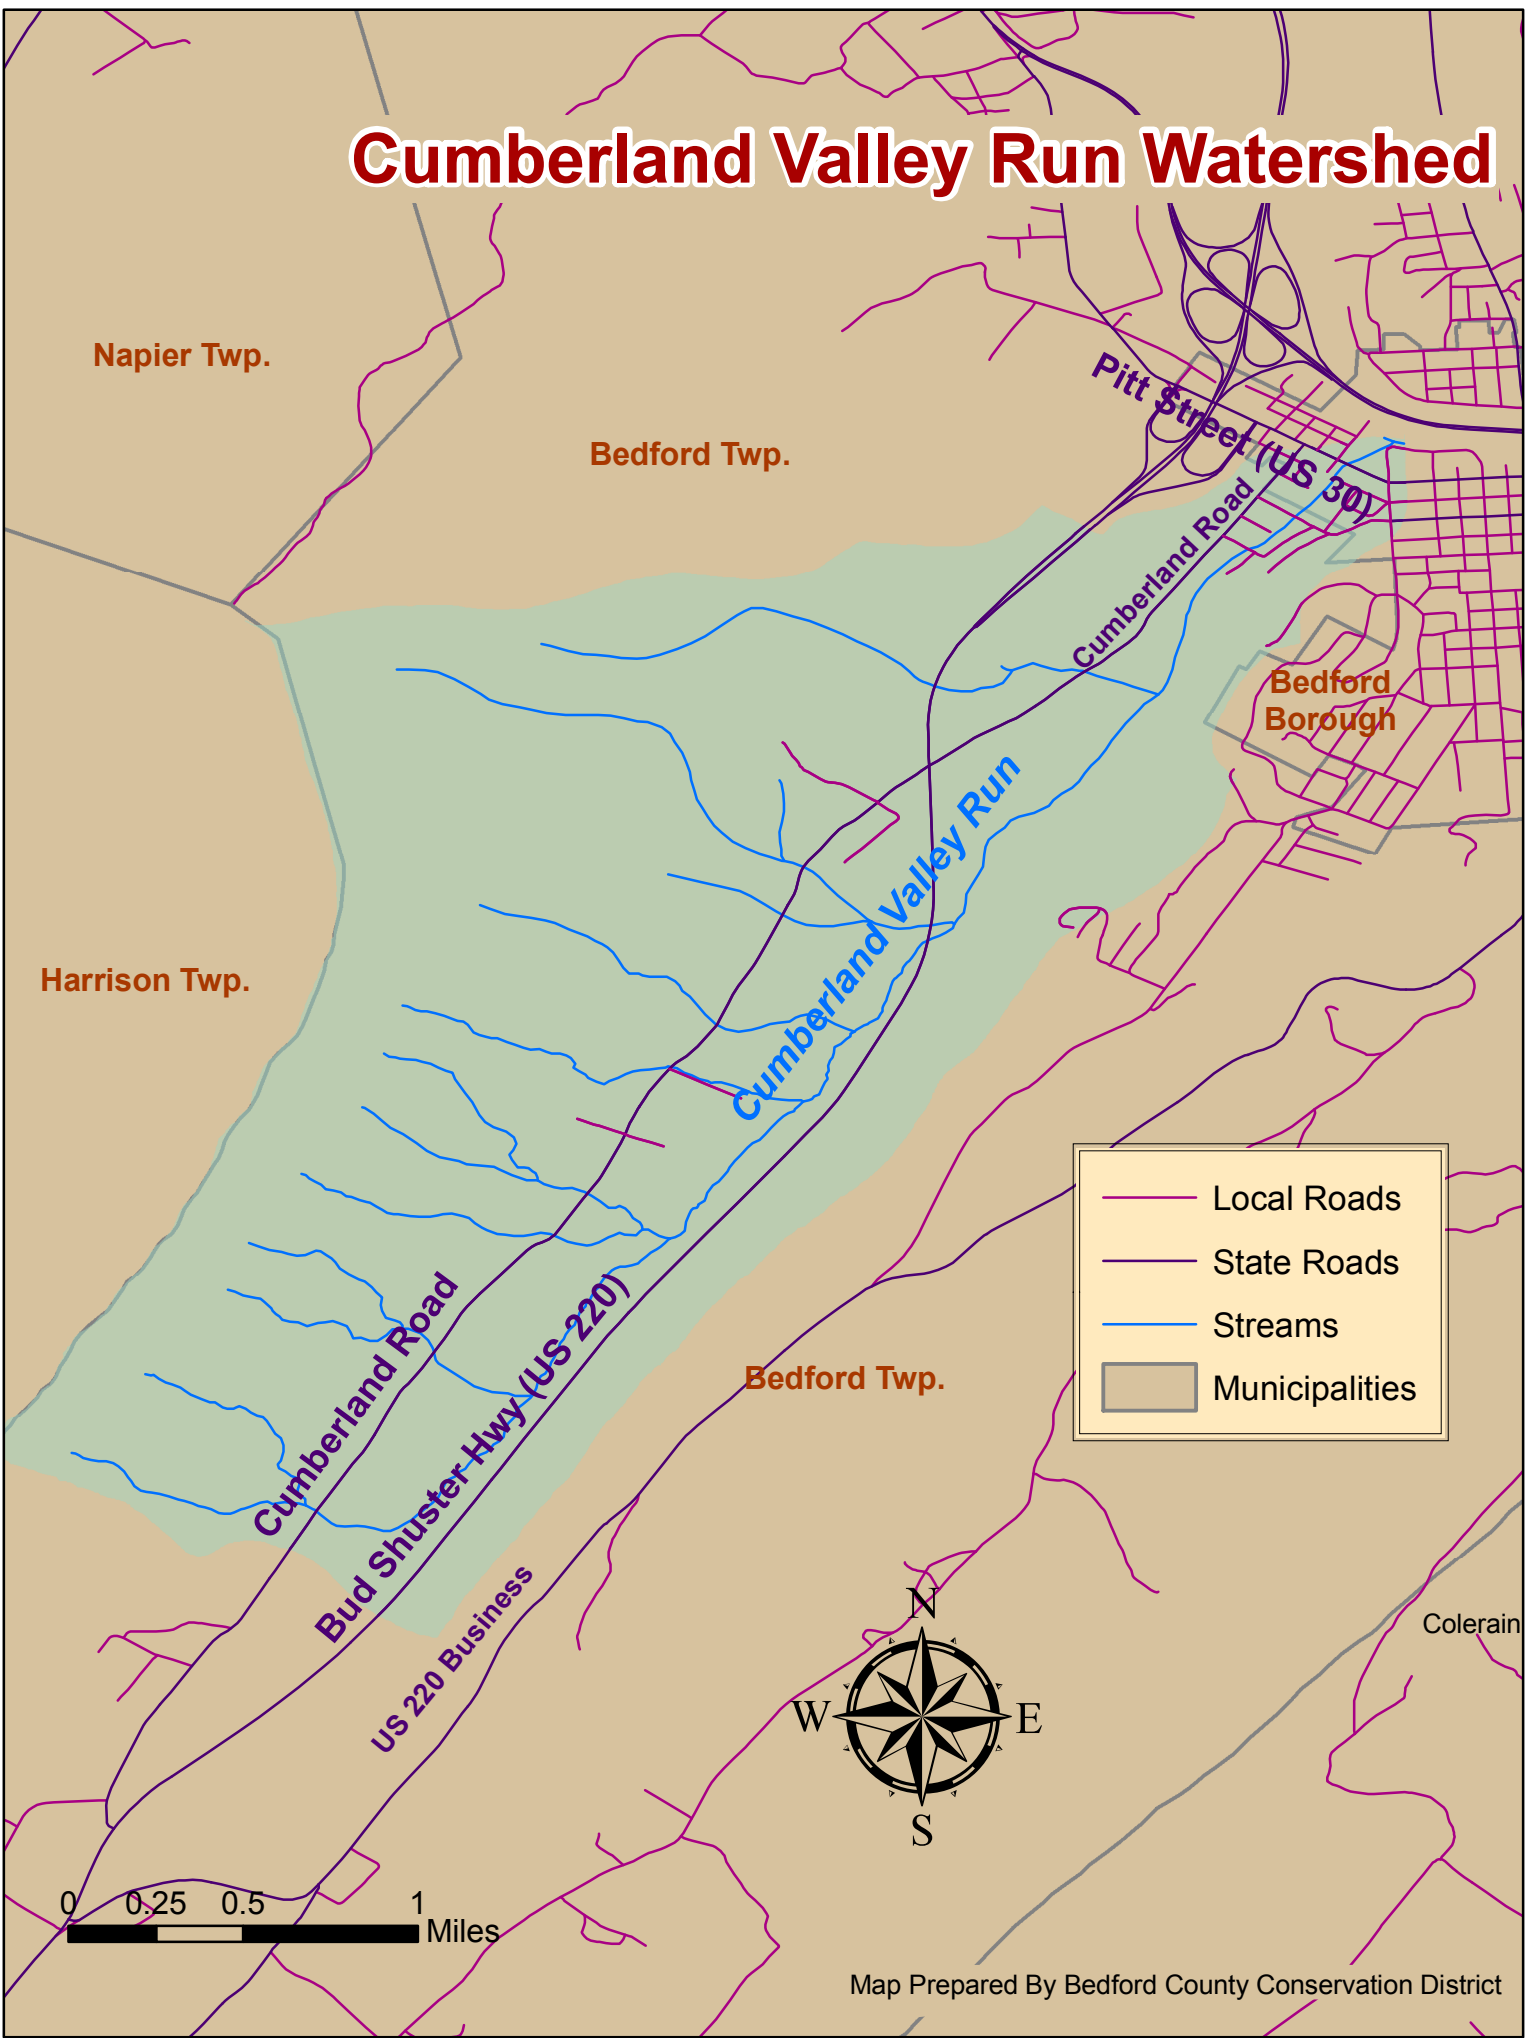 Cumberland Valley Run Watershed
Napier Twp.
Pitt Street (US 30)
Bedford Twp.
Cumberland Road
Bedford
Borough
Cumberland Valley Run
Harrison Twp.
Local Roads
State Roads
Streams
Municipalities
Cumberland Road
Bud Shuster Hwy (US 220)
Bedford Twp.
US 220 Business
Colerain
N
W
E
S
0 0.25 0.5 1
Miles
Map Prepared By Bedford County Conservation District